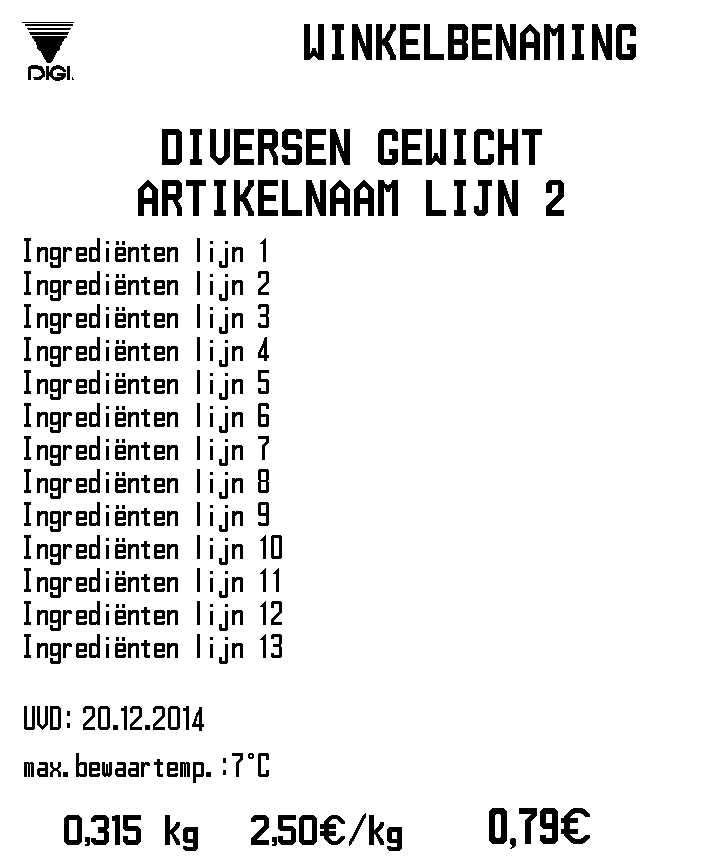 DIGI.
WINKELBENAMING
DIVERSEN GEWICHT
ARTIKELNAAM LIJN 2
Ingrediënten lijn 1
Ingrediënten lijn 2
Ingrediënten lijn 3
Ingrediënten lijn 4
Ingrediënten lijn 5
Ingrediënten lijn 6
Ingrediënten lijn 7
Ingrediënten lijn 8
Ingrediënten lijn 9
Ingrediënten lijn 10
Ingrediënten lijn 11
Ingrediënten lijn 12
Ingrediënten lijn 13
UVD: 20.12.2014
max.bewaartemp.:7°C
0,315 kg 2,50€/kg 0,79€